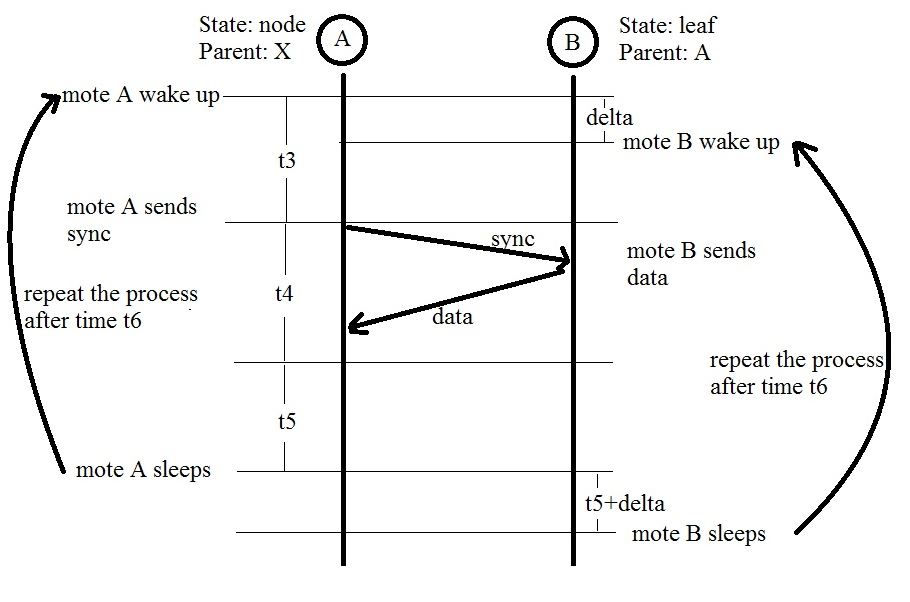 State: node
Parent: X
A
B
State: leaf
Parent: A
mote A wake up
delta
mote B wake up
t3
mote A sends
sync
sync
mote B sends
data
repeat the process
after time t6
t4
data
repeat the process
after time t6
t5
mote A sleeps
t5+delta
mote B sleeps